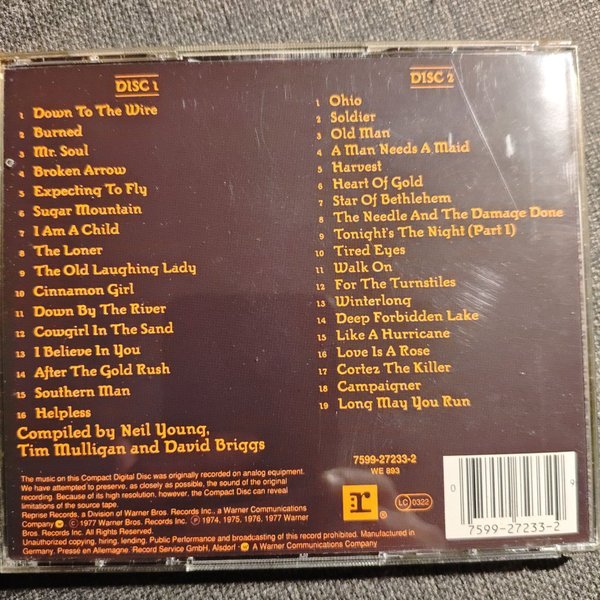 DISC 1
1 Down To The Wire
2 Burned
3 Mr. Soul
4 Broken Arrow
5 Expecting To Fly
6 Sugar Mountain
7 I Am A Child
8 The Loner
9 The Old Laughing Lady
10 Cinnamon Girl
11 Down By The River
12 Cowgirl In The Sand
13 I Believe In You
14 After The Gold Rush
15 Southern Man
16 Helpless
Compiled by Neil Young,
Tim Mulligan and David Briggs
DISC 2
1 Ohio
2 Soldier
3 Old Man
4 A Man Needs A Maid
5 Harvest
6 Heart Of Gold
7 Star Of Bethlehem
8 The Needle And The Damage Done
9 Tonight's The Night (Part I)
10 Tired Eyes
11 Walk On
12 For The Turnstiles
13 Winterlong
14 Deep Forbidden Lake
15 Like A Hurricane
16 Love Is A Rose
17 Cortez The Killer
18 Campaigner
19 Long May You Run
7599-27233-2
WE 893
The music on this Compact Digital Disc was originally recorded on analog equipment.
We have attempted to preserve, as closely as possible, the sound of the original
recording. Because of its high resolution, however, the Compact Disc can reveal
limitations of the source tape.
Reprise Records, a Division of Warner Bros. Records Inc., a Warner Communications
Company © 1977 Warner Bros. Records Inc. ℗ 1974, 1975, 1976, 1977 Warner
Bros. Records Inc. All Rights Reserved.
Unauthorized copying, hiring, lending, Public Performance and broadcasting of this record prohibited. Manufactured in
Germany. Pressé en Allemagne. Record Service GmbH, Alsdorf · A Warner Communications Company
r ®
LC 0322
0 9
7599-27233-2